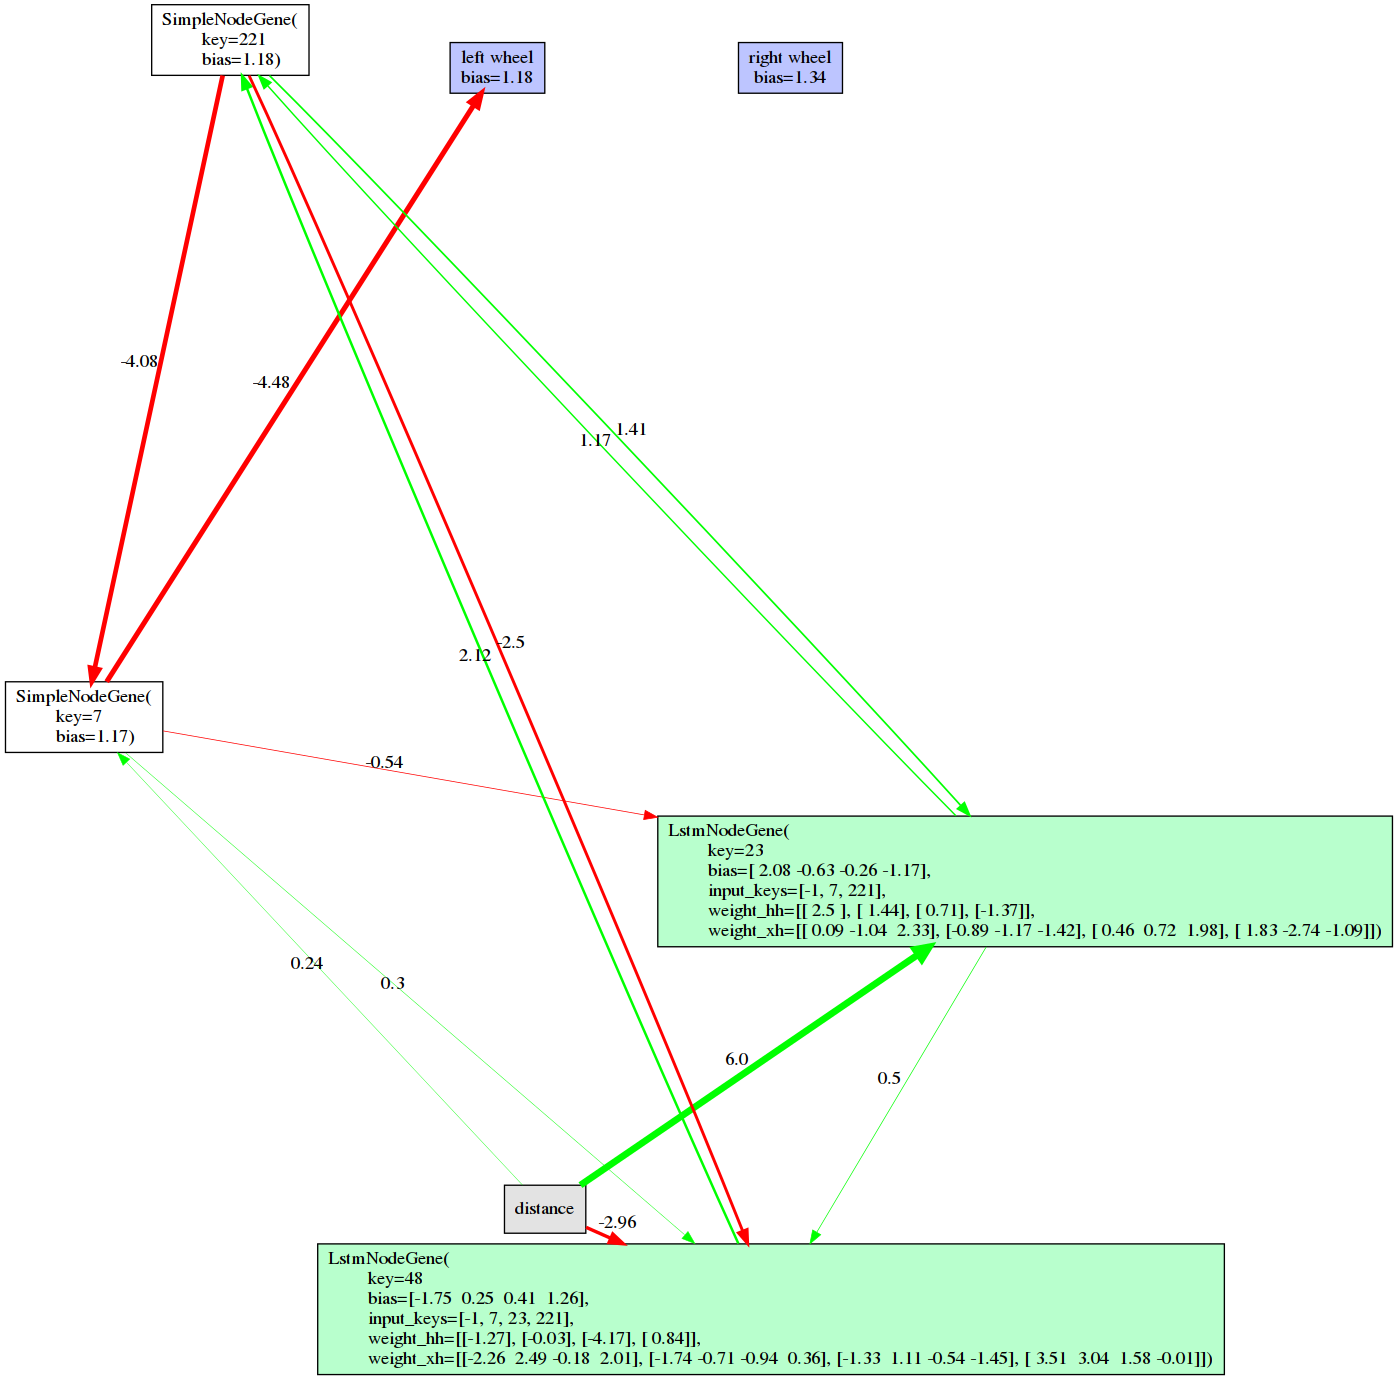 SimpleNodeGene(
key=221
bias=1.18)
left wheel
bias=1.18
right wheel
bias=1.34
-4.08
-4.48
1.41
1.17
-2.5
2.12
SimpleNodeGene(
key=7
bias=1.17)
-0.54
LstmNodeGene(
key=23
bias=[ 2.08 -0.63 -0.26 -1.17],
input_keys=[-1, 7, 221],
weight_hh=[[ 2.5 ], [ 1.44], [ 0.71], [-1.37]],
weight_xh=[[ 0.09 -1.04  2.33], [-0.89 -1.17 -1.42], [ 0.46  0.72  1.98], [ 1.83 -2.74 -1.09]])
0.24
0.3
6.0
0.5
distance
-2.96
LstmNodeGene(
key=48
bias=[-1.75  0.25  0.41  1.26],
input_keys=[-1, 7, 23, 221],
weight_hh=[[-1.27], [-0.03], [-4.17], [ 0.84]],
weight_xh=[[-2.26  2.49 -0.18  2.01], [-1.74 -0.71 -0.94  0.36], [-1.33  1.11 -0.54 -1.45], [ 3.51  3.04  1.58 -0.01]])